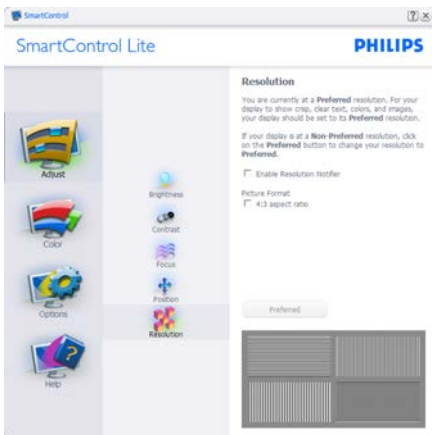 SmartControl
SmartControl Lite
PHILIPS
Adjust
Color
Options
Help
Brightness
Contrast
Focus
Position
Resolution
Resolution
You are currently at a Preferred resolution. For your
display to show crisp, clear text, colors, and images,
your display should be set to its Preferred resolution.
If your display is at a Non-Preferred resolution, click
on the Preferred button to change your resolution to
Preferred.
Enable Resolution Notifier
Picture Format
4:3 aspect ratio
Preferred